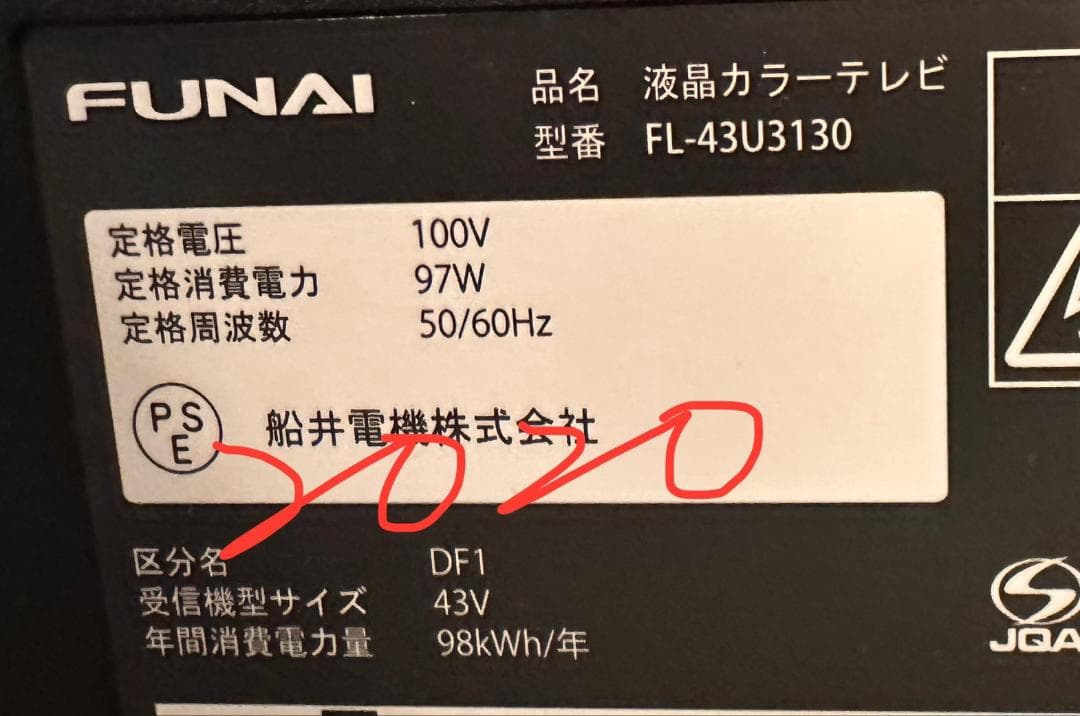 FUNAI
品名 液晶カラーテレビ
型番 FL-43U3130
定格電圧 100V
定格消費電力 97W
定格周波数 50/60Hz
PSE 船井電機株式会社
2020
区分名 DF1
受信機型サイズ 43V
年間消費電力量 98kWh/年
JQA